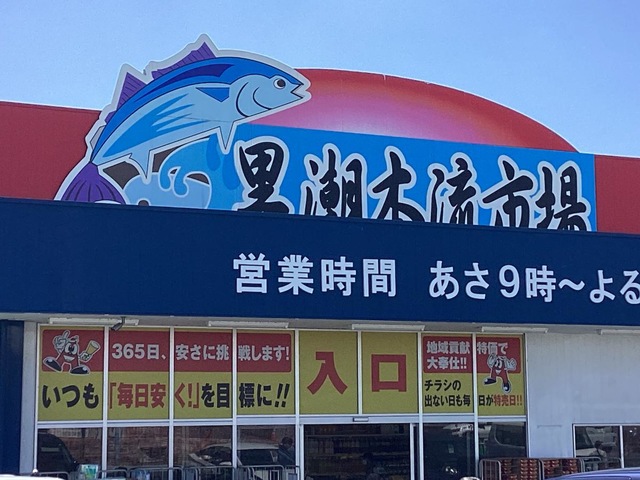 黒潮本流市場
営業時間 あさ9時～よる
365日、安さに挑戦します!
いつも「毎日安く!」を目標に!!
入口
地域貢献 特価で
大奉仕!!
チラシの
出ない日も毎日が特売日!!